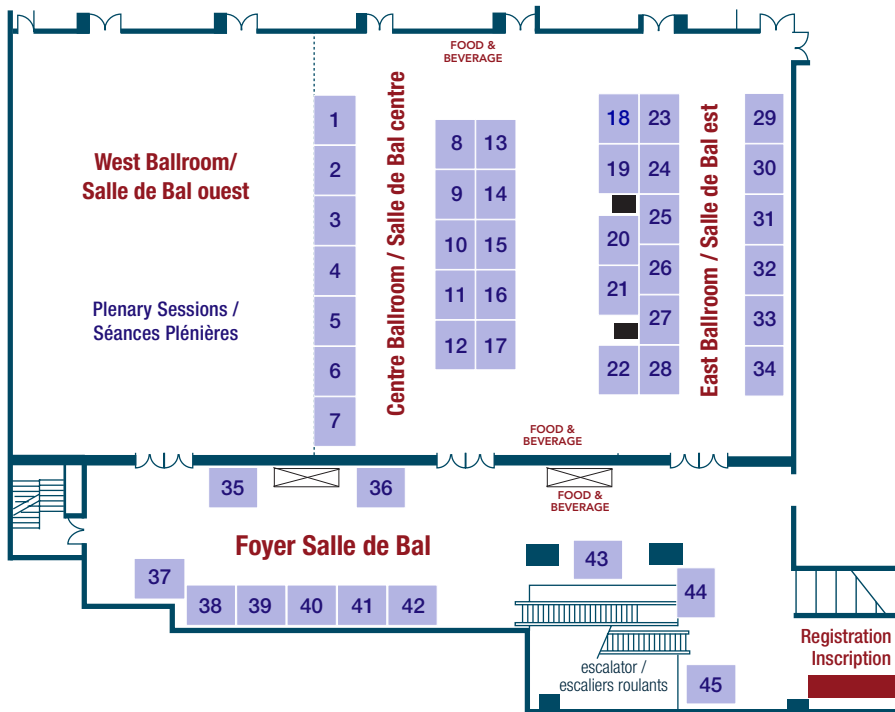 FOOD &
BEVERAGE
West Ballroom/
Salle de Bal ouest
Plenary Sessions /
Séances Plénières
1
2
3
4
5
6
7
Centre Ballroom / Salle de Bal centre
8 13
9 14
10 15
11 16
12 17
18 23
19 24
25
20
26
21
27
22 28
East Ballroom / Salle de Bal est
29
30
31
32
33
34
FOOD &
BEVERAGE
35
36
FOOD &
BEVERAGE
Foyer Salle de Bal
37
38 39 40 41 42
43
44
escalator /
escaliers roulants
45
Registration
Inscription